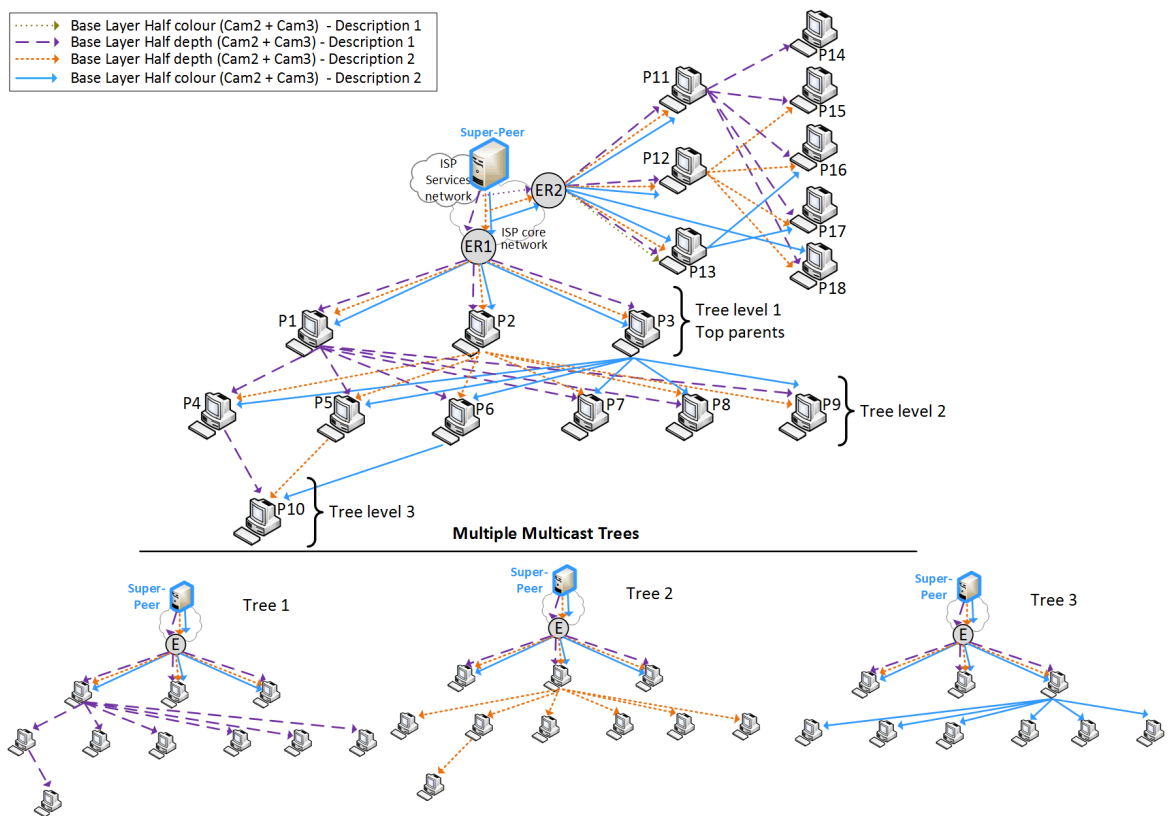 Base Layer Half colour (Cam2 + Cam3)  - Description 1
Base Layer Half depth (Cam2 + Cam3) - Description 1
Base Layer Half depth (Cam2 + Cam3) - Description 2
Base Layer Half colour (Cam2 + Cam3)  - Description 2
P14
P11
P15
Super-Peer
ISP
Services
network
P12
P16
ER2
ISP core
network
ER1
P17
P13
P18
P1
P2
P3
Tree level 1
Top parents
P4
P5
P6
P7
P8
P9
Tree level 2
P10
Tree level 3
Multiple Multicast Trees
Super-
Peer
Tree 1
E
Super-
Peer
Tree 2
E
Super-
Peer
Tree 3
E